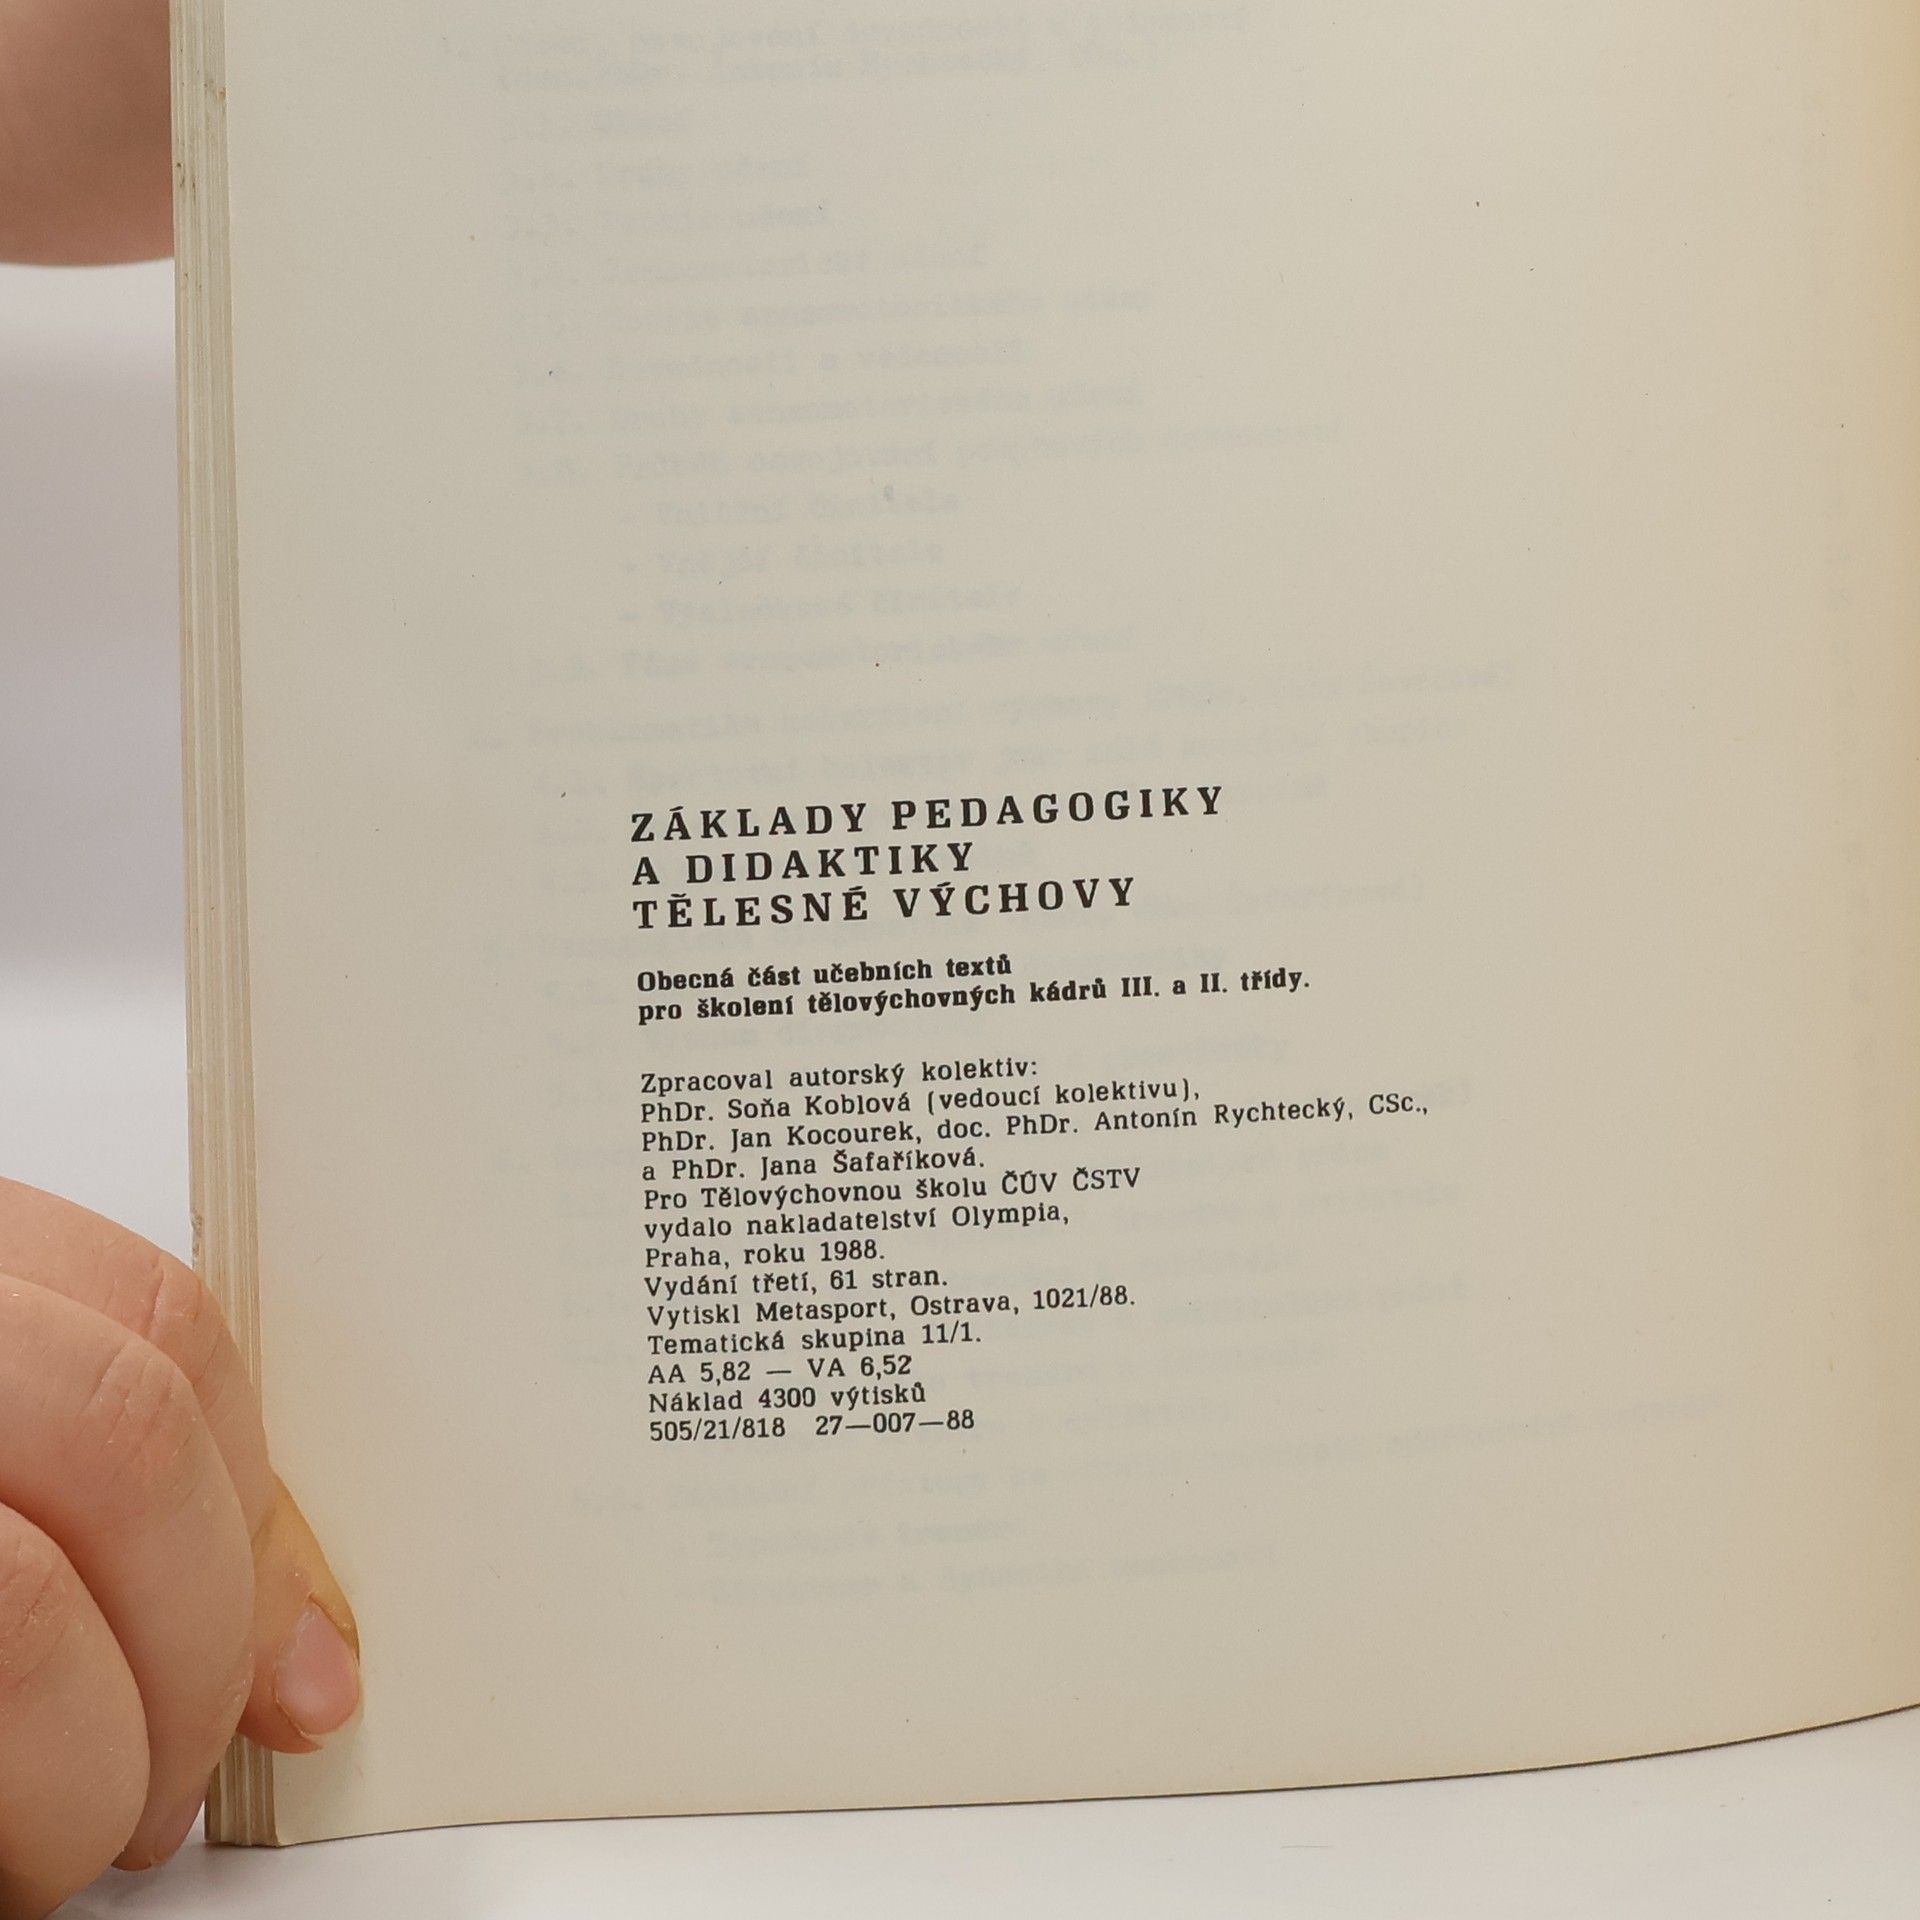 ZÁKLADY PEDAGOGIKY
A DIDAKTIKY
TĚLESNÉ VÝCHOVY
Obecná část učebních textů
pro školení tělovýchovných kádrů III. a II. třídy.
Zpracoval autorský kolektiv:
PhDr. Soňa Koblová (vedoucí kolektivu),
PhDr. Jan Kocourek, doc. PhDr. Antonín Rychtecký, CSc.,
a PhDr. Jana Šafaříková.
Pro Tělovýchovnou školu ČÚV ČSTV
vydalo nakladatelství Olympia,
Praha, roku 1988.
Vydání třetí, 61 stran.
Vytiskl Metasport, Ostrava, 1021/88.
Tematická skupina 11/1.
AA 5,82 — VA 6,52
Náklad 4300 výtisků
505/21/818 27—007—88